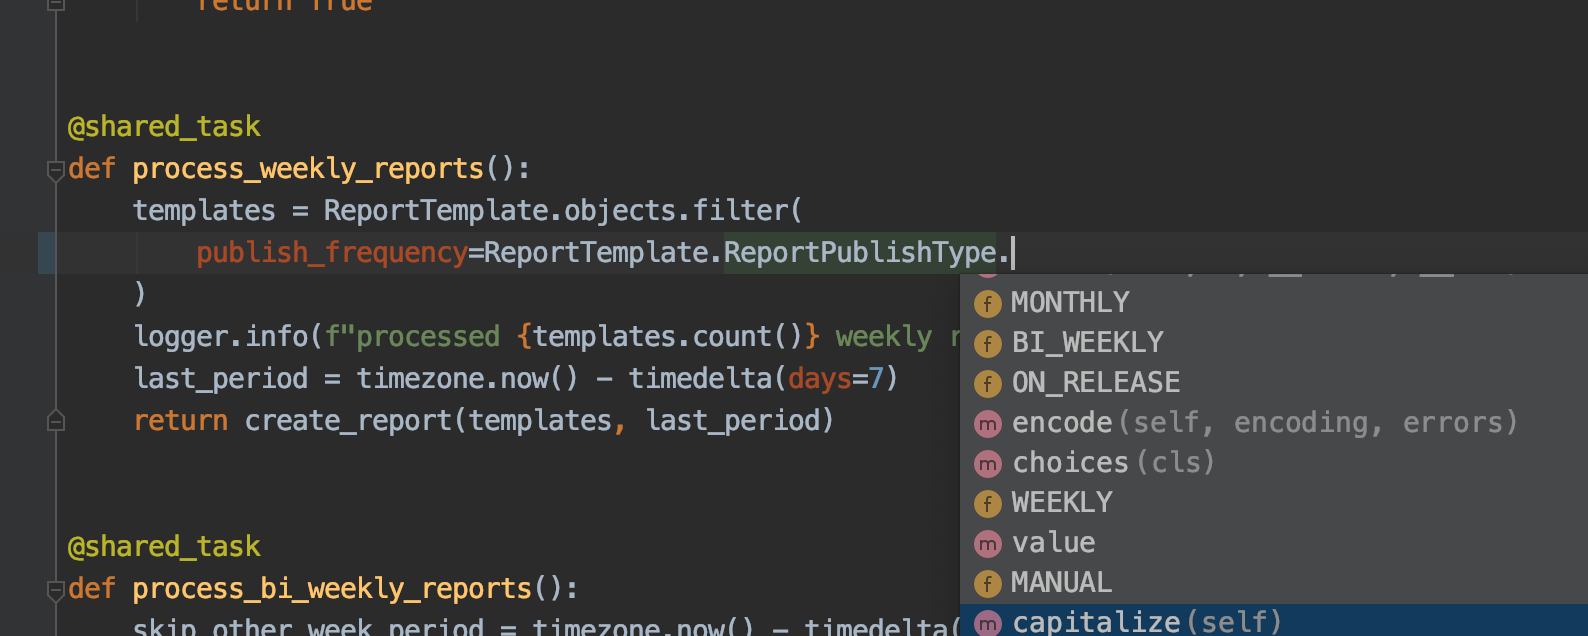 return True
@shared_task
def process_weekly_reports():
templates = ReportTemplate.objects.filter(
publish_frequency=ReportTemplate.ReportPublishType.
)
logger.info(f"processed {templates.count()} weekly r
last_period = timezone.now() - timedelta(days=7)
return create_report(templates, last_period)
@shared_task
def process_bi_weekly_reports():
skip_other_week_period = timezone.now() - timedelta(
f MONTHLY
f BI_WEEKLY
f ON_RELEASE
m encode(self, encoding, errors)
m choices(cls)
f WEEKLY
m value
f MANUAL
m capitalize(self)